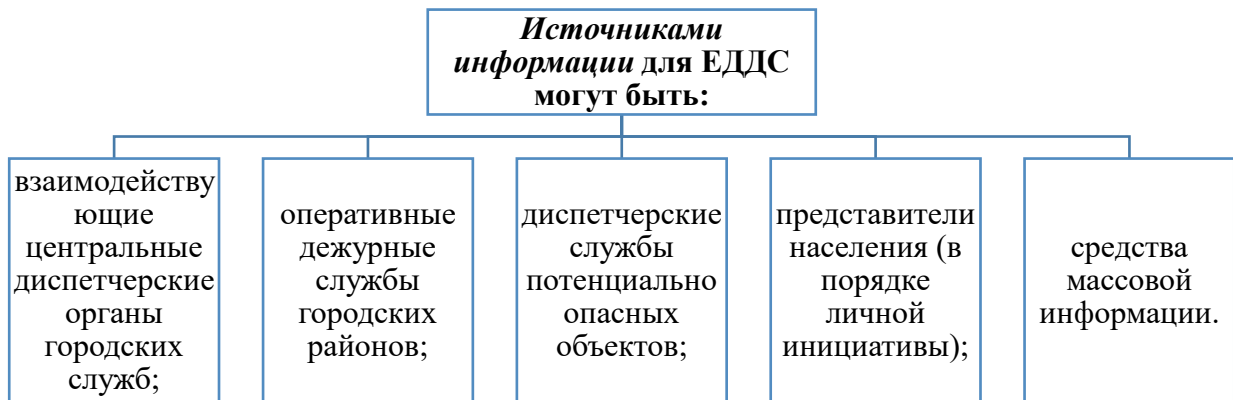 Источниками
информации для ЕДДС
могут быть:
взаимодейству
ющие
центральные
диспетчерские
органы
городских
служб;
оперативные
дежурные
службы
городских
районов;
диспетчерские
службы
потенциально
опасных
объектов;
представители
населения (в
порядке
личной
инициативы);
средства
массовой
информации.